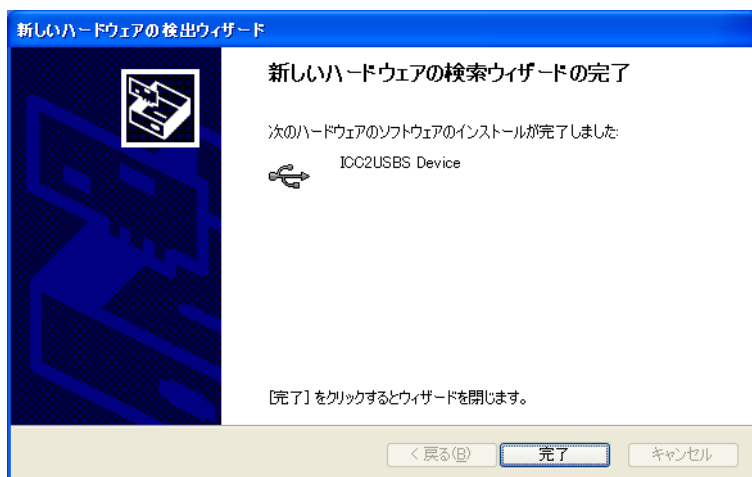 新しいハードウェアの検出ウィザード
新しいハードウェアの検索ウィザードの完了
次のハードウェアのソフトウェアのインストールが完了しました:
ICC2USBS Device
[完了] をクリックするとウィザードを閉じます。
< 戻る(B)
完了
キャンセル